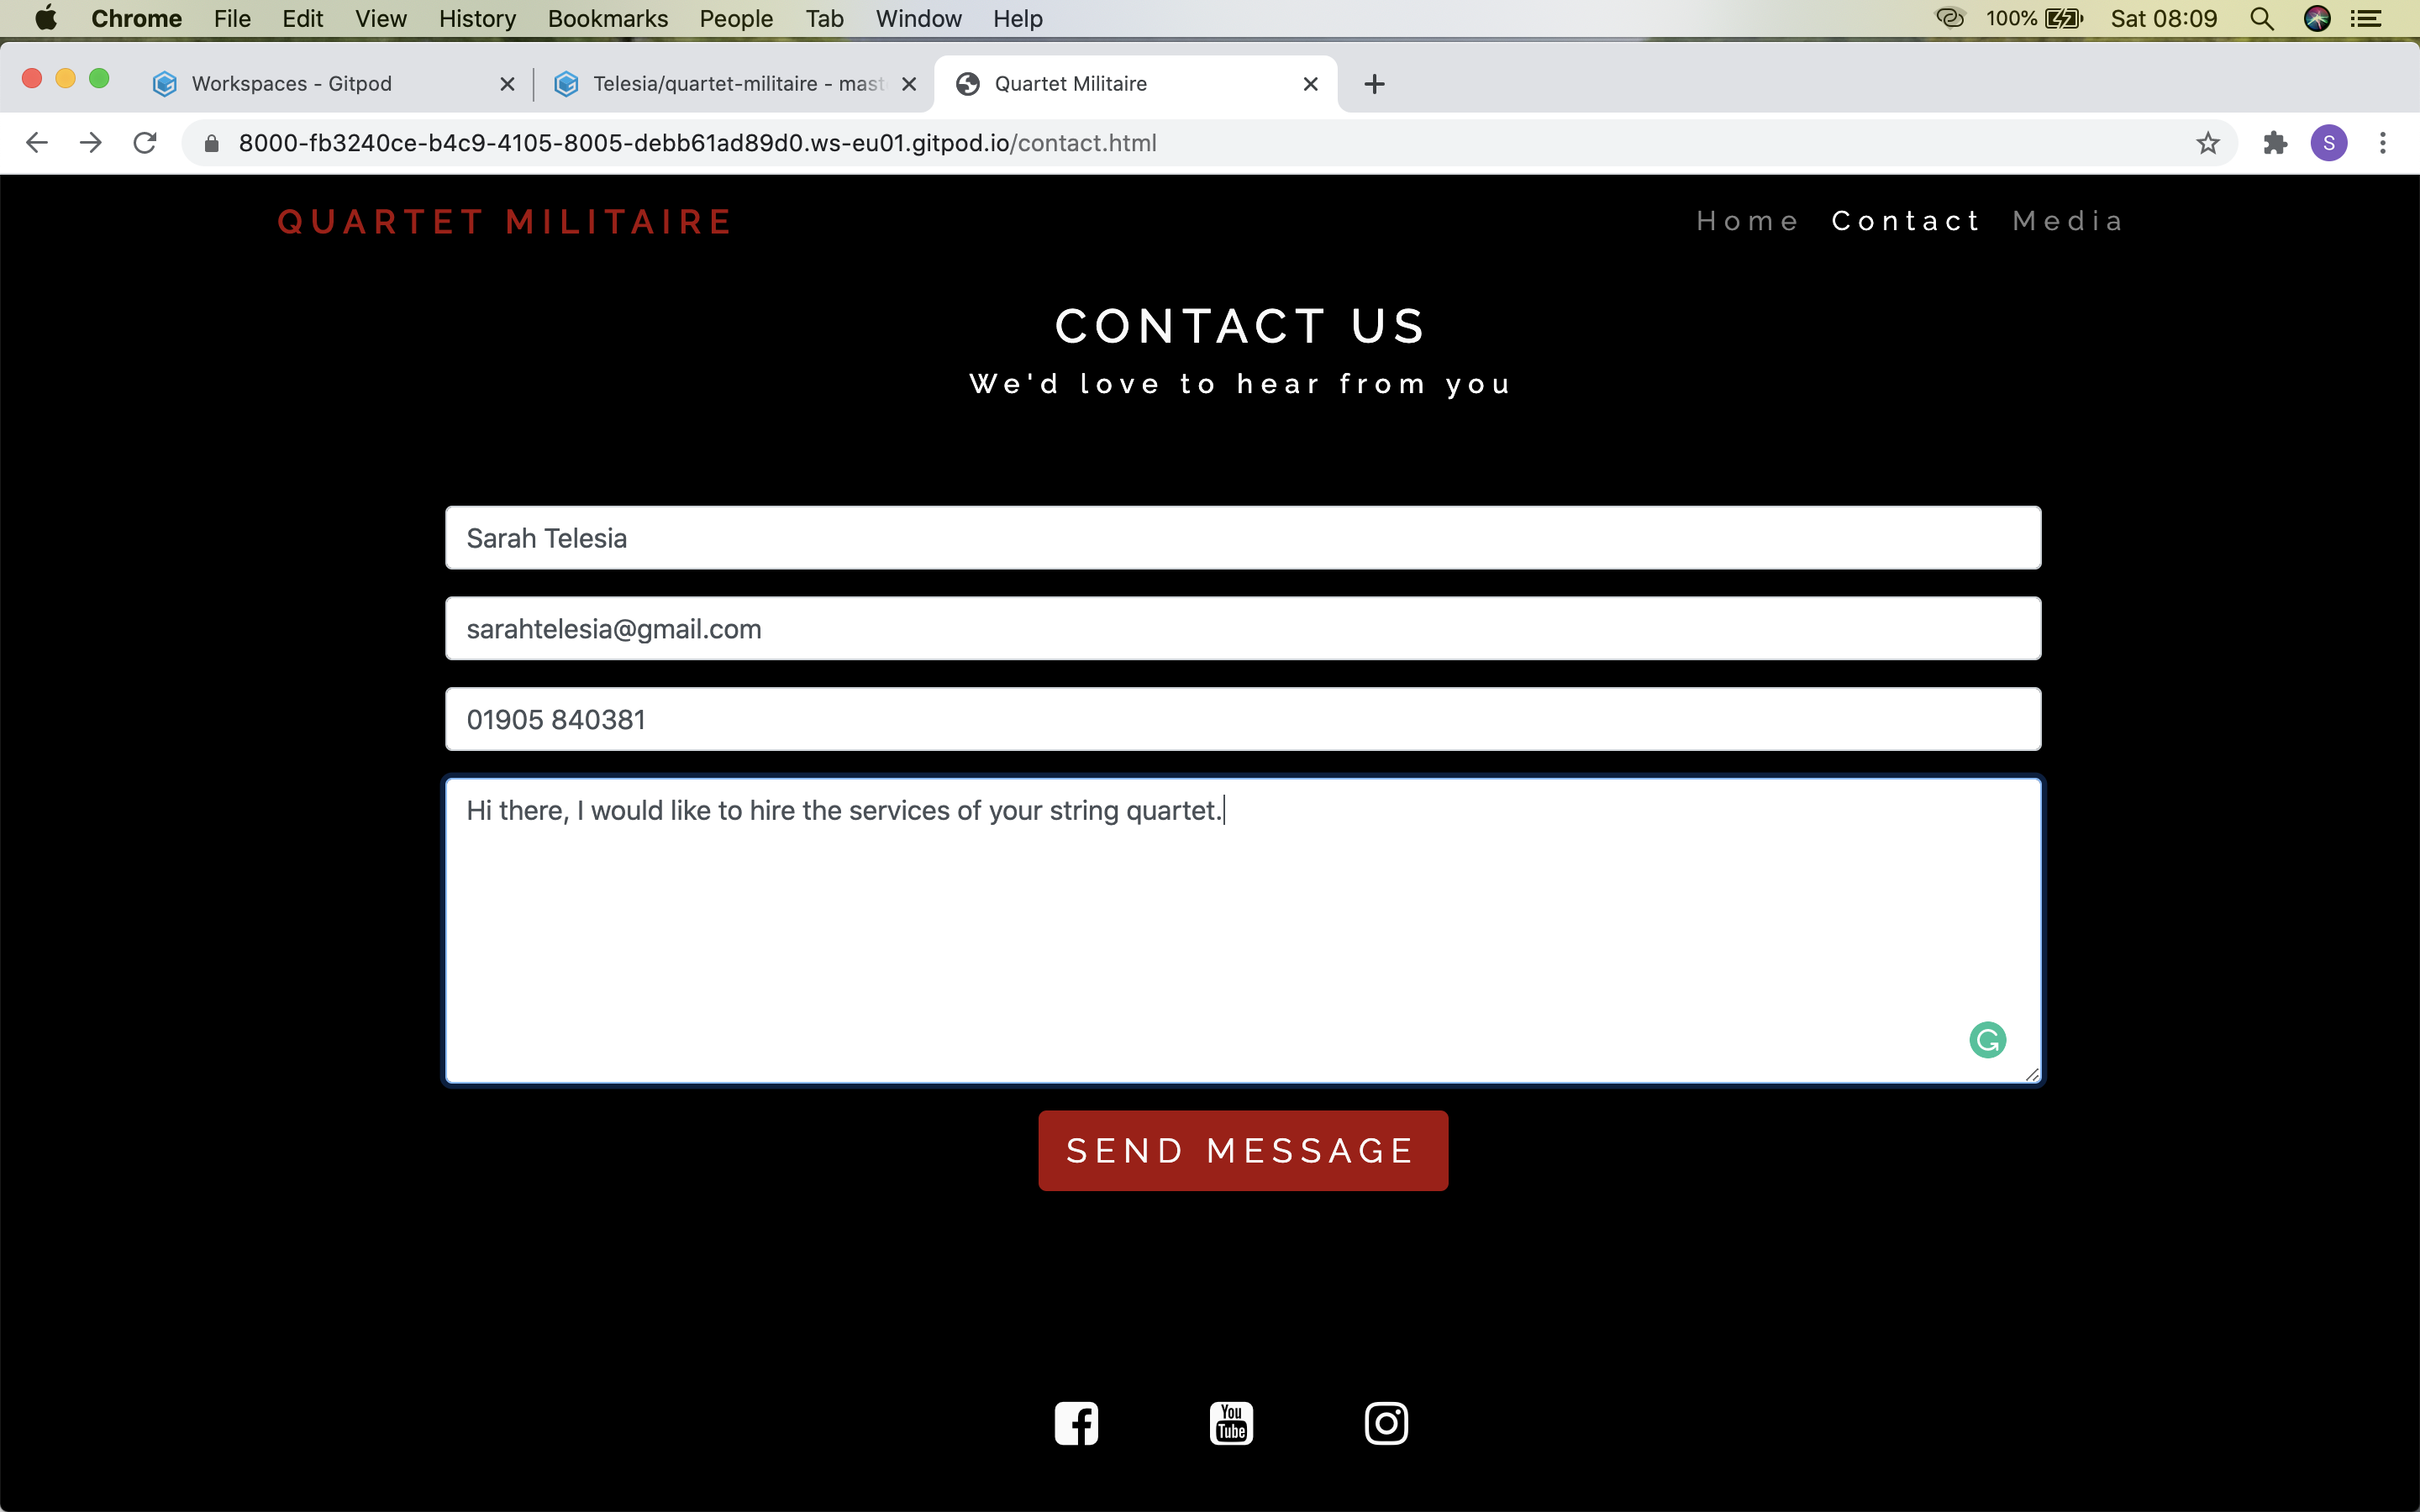 Chrome File Edit View History Bookmarks People Tab Window Help 100% Sat 08:09
Workspaces - Gitpod Telesia/quartet-militaire - mast Quartet Militaire
8000-fb3240ce-b4c9-4105-8005-debb61ad89d0.ws-eu01.gitpod.io/contact.html S
QUARTET MILITAIRE Home Contact Media
CONTACT US
We'd love to hear from you
Sarah Telesia
sarahtelesia@gmail.com
01905 840381
Hi there, I would like to hire the services of your string quartet.
SEND MESSAGE
You
Tube